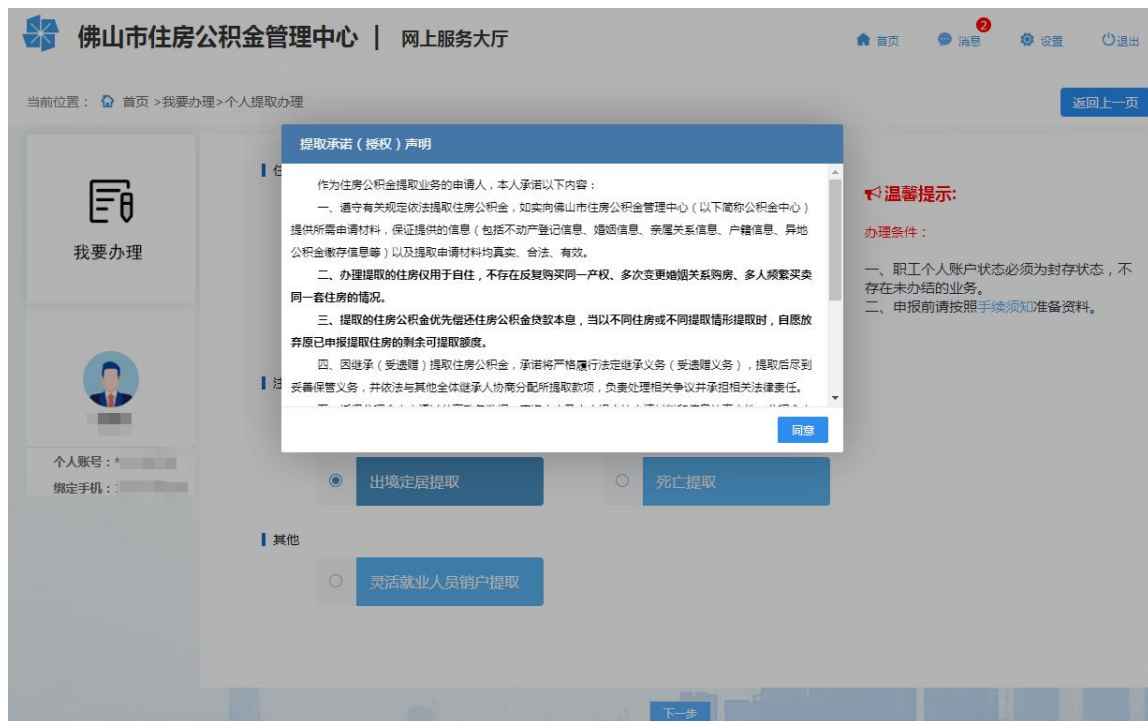 佛山市住房公积金管理中心 | 网上服务大厅
首页
消息
2
设置
退出
当前位置： 首页 >我要办理>个人提取办理
返回上一页
我要办理
个人账号：*
绑定手机：
提取承诺（授权）声明
作为住房公积金提取业务的申请人，本人承诺以下内容：
一、遵守有关规定依法提取住房公积金，如实向佛山市住房公积金管理中心（以下简称公积金中心）
提供所需申请材料，保证提供的信息（包括不动产登记信息、婚姻信息、亲属关系信息、户籍信息、异地
公积金缴存信息等）以及提取申请材料均真实、合法、有效。
二、办理提取的住房仅用于自住，不存在反复购买同一产权、多次变更婚姻关系购房、多人频繁买卖
同一套住房的情况。
三、提取的住房公积金优先偿还住房公积金贷款本息，当以不同住房或不同提取情形提取时，自愿放
弃原已申报提取住房的剩余可提取额度。
四、因继承（受遗赠）提取住房公积金，承诺将严格履行法定继承义务（受遗赠义务），提取后尽到
妥善保管义务，并依法与其他全体继承人协商分配所提取款项，负责处理相关争议并承担相关法律责任。
同意
出境定居提取
死亡提取
其他
灵活就业人员销户提取
温馨提示:
办理条件：
一、职工个人账户状态必须为封存状态，不
存在未办结的业务。
二、申报前请按照手续须知准备资料。
下一步